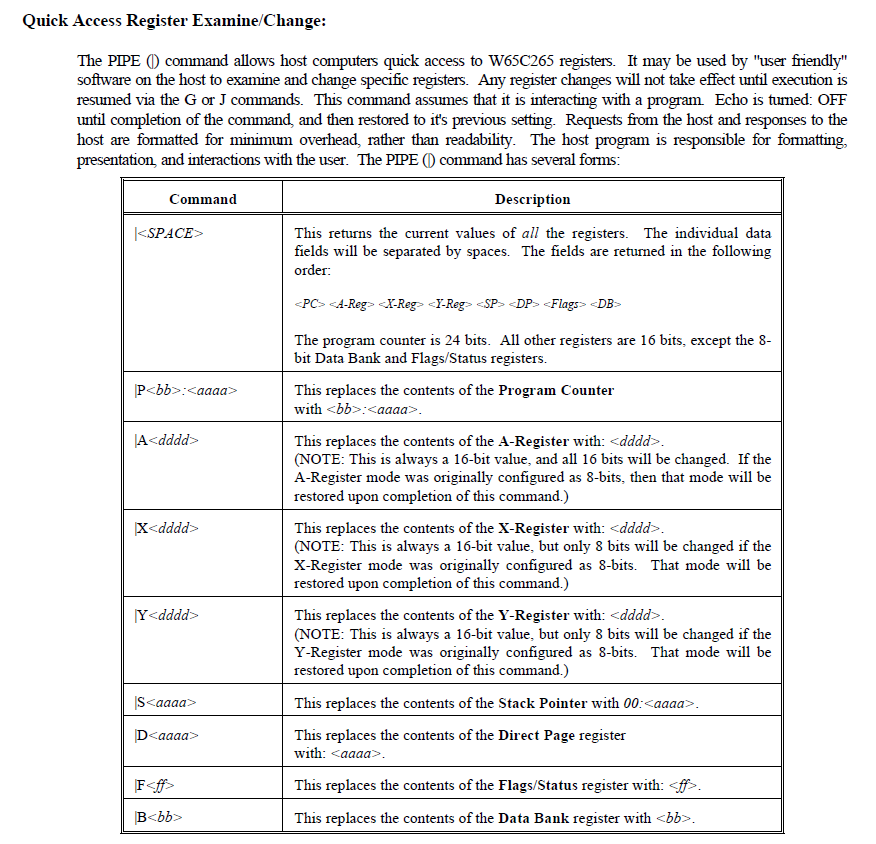 Quick Access Register Examine/Change:
The PIPE (|) command allows host computers quick access to W65C265 registers. It may be used by "user friendly"
software on the host to examine and change specific registers. Any register changes will not take effect until execution is
resumed via the G or J commands. This command assumes that it is interacting with a program. Echo is turned: OFF
until completion of the command, and then restored to it's previous setting. Requests from the host and responses to the
host are formatted for minimum overhead, rather than readability. The host program is responsible for formatting,
presentation, and interactions with the user. The PIPE (|) command has several forms:
Command Description
|<SPACE> This returns the current values of all the registers. The individual data
fields will be separated by spaces. The fields are returned in the following
order:
<PC> <A-Reg> <X-Reg> <Y-Reg> <SP> <DP> <Flags> <DB>
The program counter is 24 bits. All other registers are 16 bits, except the 8-
bit Data Bank and Flags/Status registers.
|P<bb>:<aaaa> This replaces the contents of the Program Counter
with <bb>:<aaaa>.
|A<dddd> This replaces the contents of the A-Register with: <dddd>.
(NOTE: This is always a 16-bit value, and all 16 bits will be changed. If the
A-Register mode was originally configured as 8-bits, then that mode will be
restored upon completion of this command.)
|X<dddd> This replaces the contents of the X-Register with: <dddd>.
(NOTE: This is always a 16-bit value, but only 8 bits will be changed if the
X-Register mode was originally configured as 8-bits. That mode will be
restored upon completion of this command.)
|Y<dddd> This replaces the contents of the Y-Register with: <dddd>.
(NOTE: This is always a 16-bit value, but only 8 bits will be changed if the
Y-Register mode was originally configured as 8-bits. That mode will be
restored upon completion of this command.)
|S<aaaa> This replaces the contents of the Stack Pointer with 00:<aaaa>.
|D<aaaa> This replaces the contents of the Direct Page register
with: <aaaa>.
|F<ff> This replaces the contents of the Flags/Status register with: <ff>.
|B<bb> This replaces the contents of the Data Bank register with <bb>.